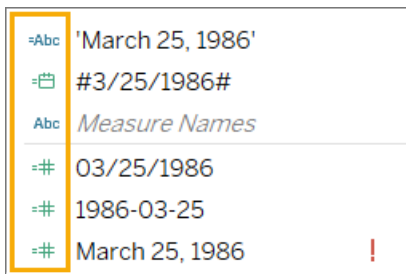 =Abc 'March 25, 1986'
=#3/25/1986#
Abc Measure Names
=# 03/25/1986
=# 1986-03-25
=# March 25, 1986 !